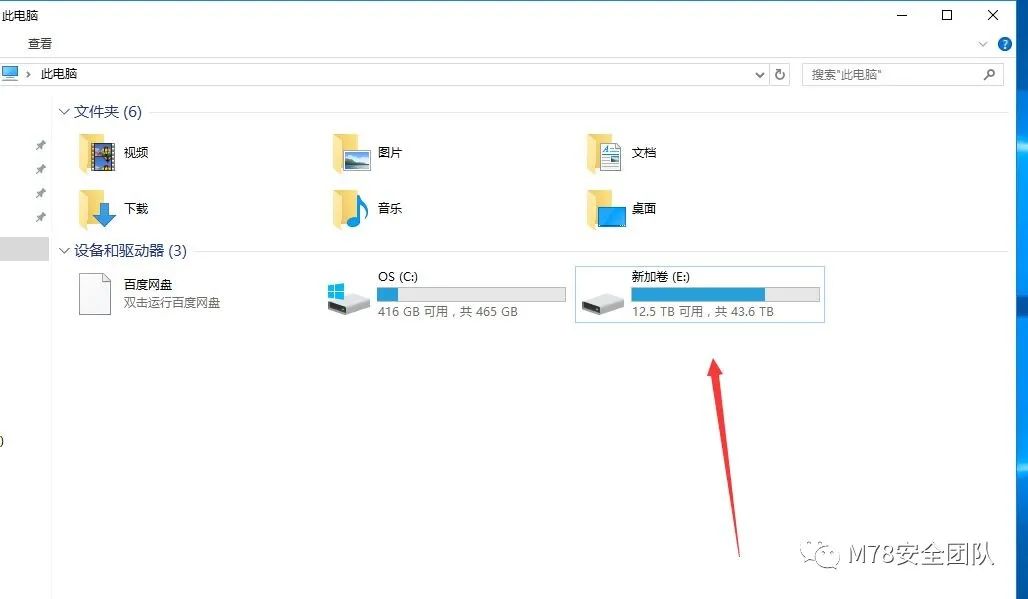 此电脑
查看
此电脑
搜索"此电脑"
文件夹 (6)
视频
图片
文档
下载
音乐
桌面
设备和驱动器 (3)
百度网盘
双击运行百度网盘
OS (C:)
416 GB 可用，共 465 GB
新加卷 (E:)
12.5 TB 可用，共 43.6 TB
)
M78安全团队